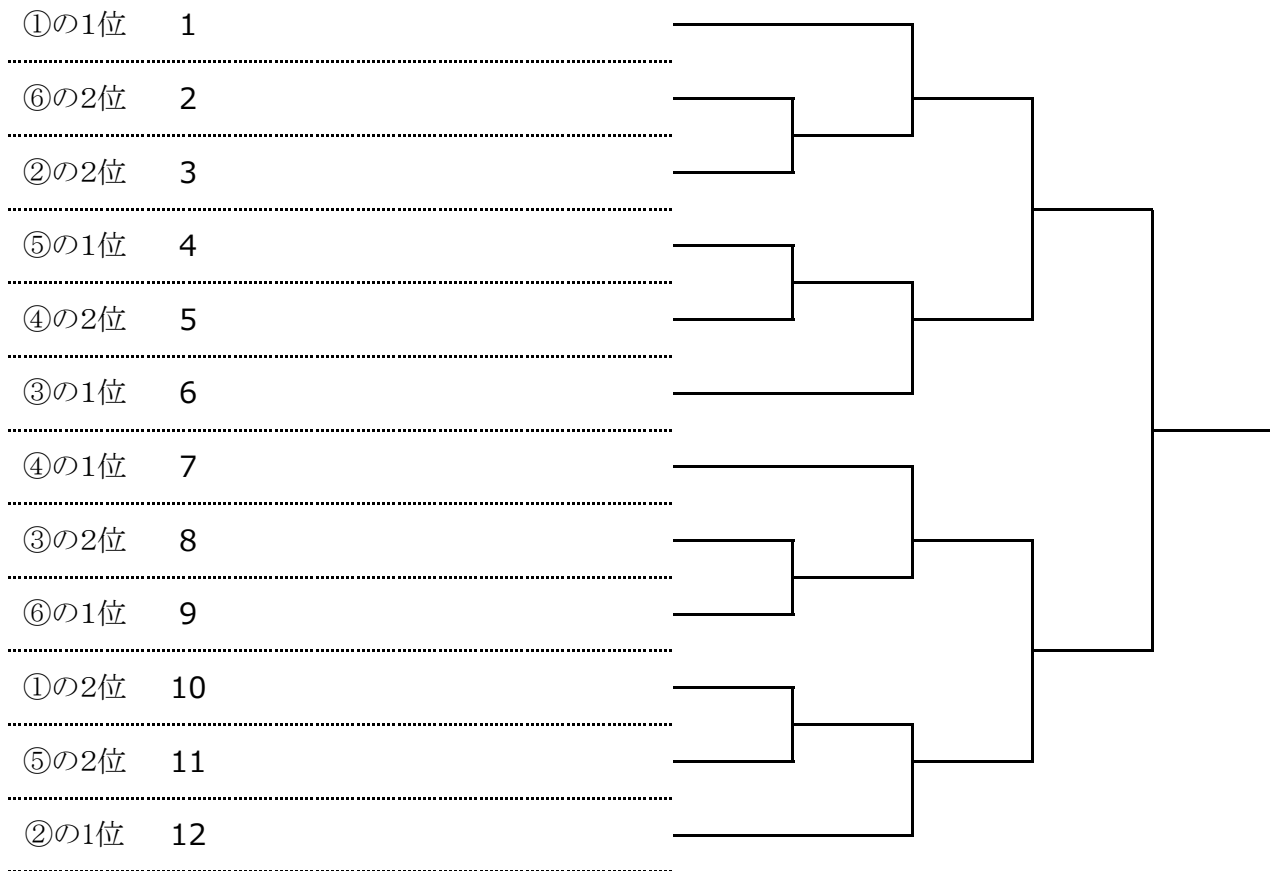 ①の1位 1
⑥の2位 2
②の2位 3
⑤の1位 4
④の2位 5
③の1位 6
④の1位 7
③の2位 8
⑥の1位 9
①の2位 10
⑤の2位 11
②の1位 12